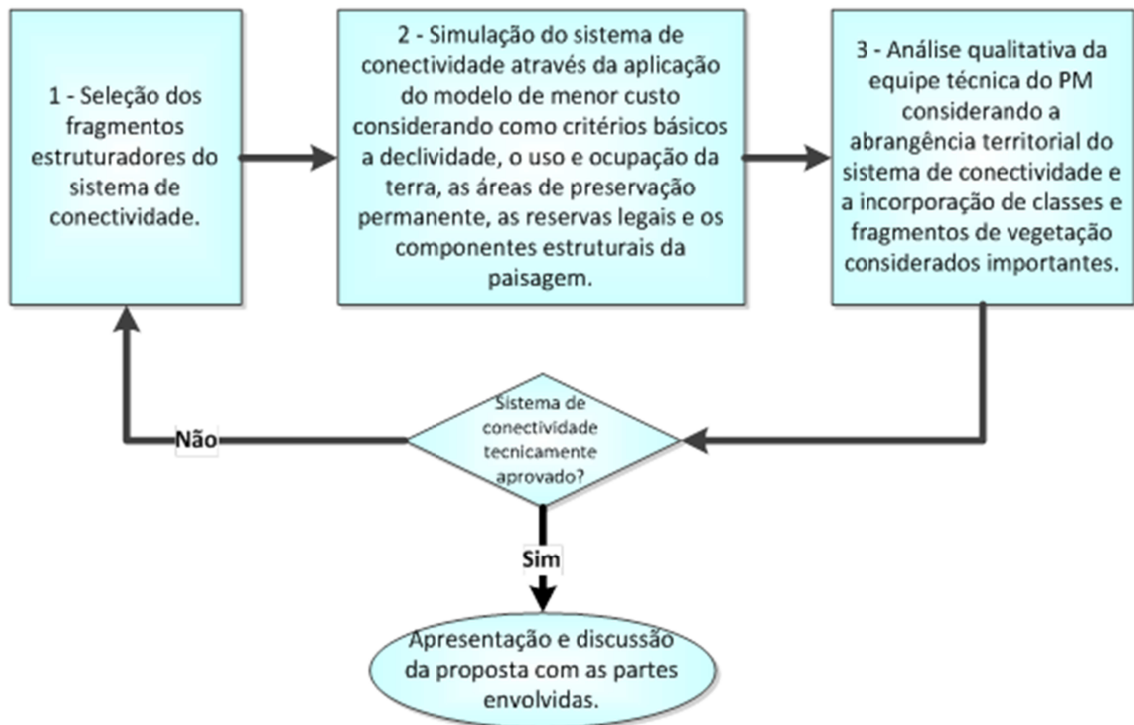 1 - Seleção dos
fragmentos
estruturadores do
sistema de
conectividade.
2 - Simulação do sistema de
conectividade através da aplicação
do modelo de menor custo
considerando como critérios básicos
a declividade, o uso e ocupação da
terra, as áreas de preservação
permanente, as reservas legais e os
componentes estruturais da
paisagem.
3 - Análise qualitativa da
equipe técnica do PM
considerando a
abrangência territorial do
sistema de conectividade e
a incorporação de classes e
fragmentos de vegetação
considerados importantes.
Sistema de
conectividade
tecnicamente
aprovado?
Não
Sim
Apresentação e discussão
da proposta com as partes
envolvidas.